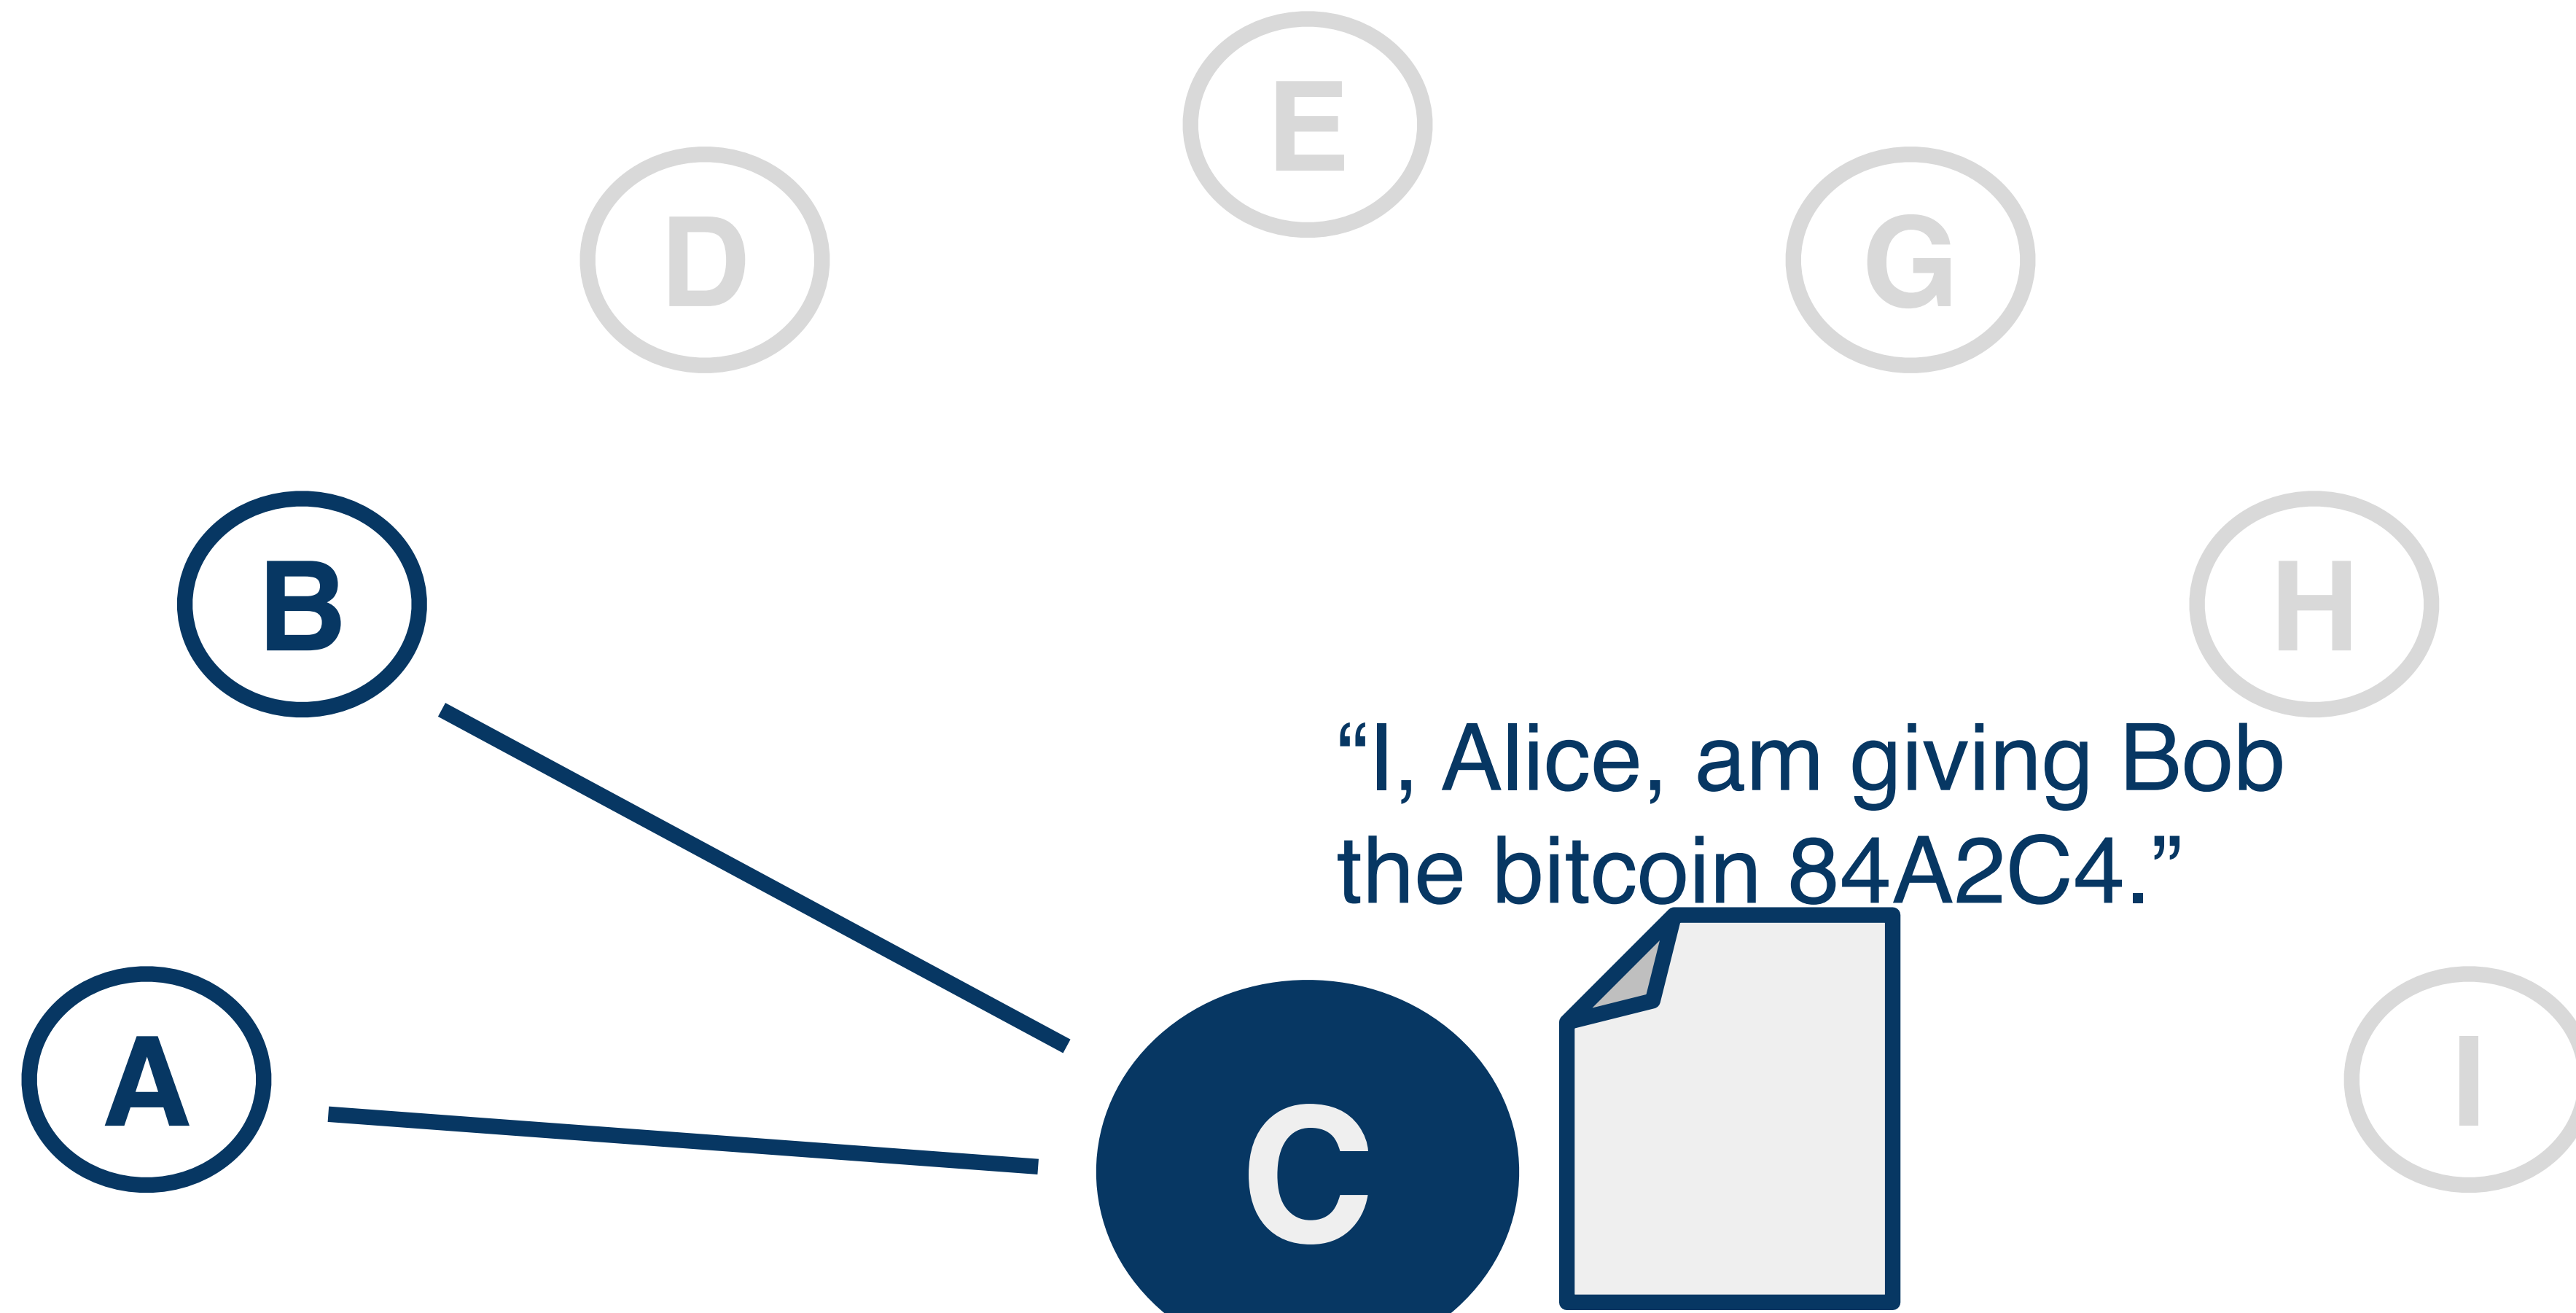 E
D
G
B
H
“I, Alice, am giving Bob
the bitcoin 84A2C4.”
A
I
C